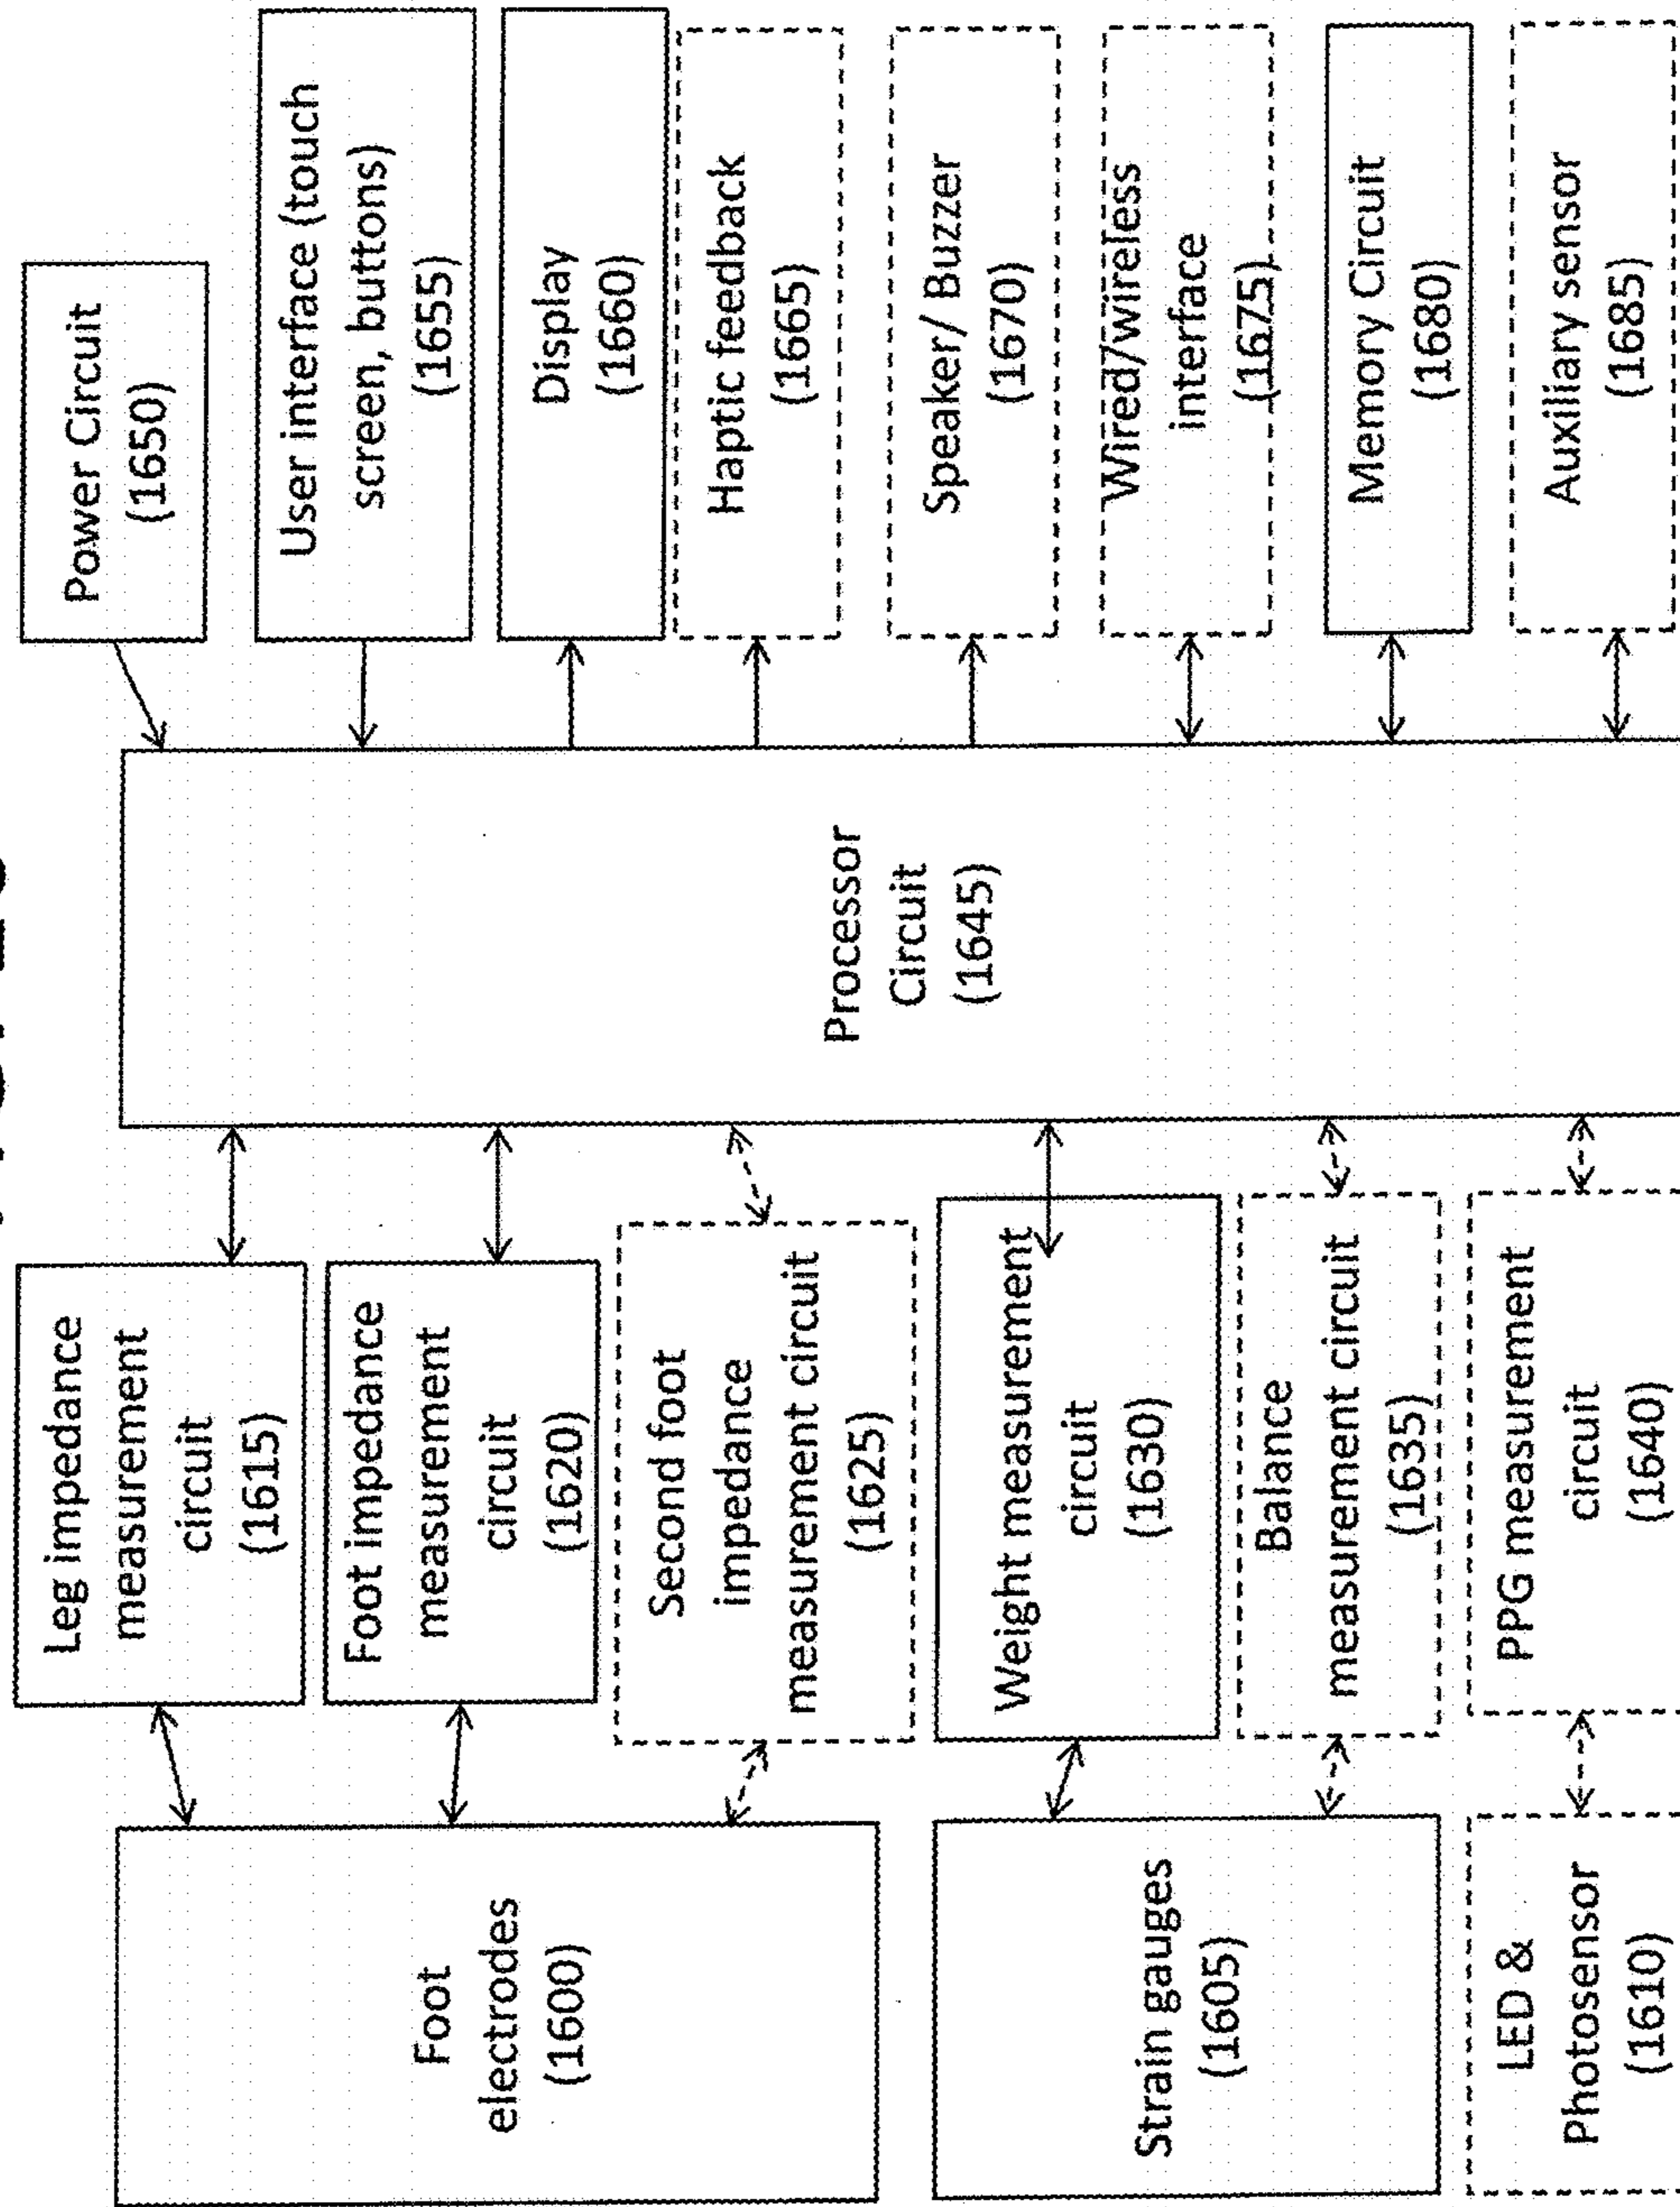 Foot
electrodes
(1600)
Strain gauges
(1605)
LED &
Photosensor
(1610)
Leg impedance
measurement
circuit
(1615)
Foot impedance
measurement
circuit
(1620)
Second foot
impedance
measurement circuit
(1625)
Weight measurement
circuit
(1630)
Balance
measurement circuit
(1635)
PPG measurement
circuit
(1640)
Processor
Circuit
(1645)
Power Circuit
(1650)
User interface (touch
screen, buttons)
(1655)
Display
(1660)
Haptic feedback
(1665)
Speaker/ Buzzer
(1670)
Wired/wireless
interface
(1675)
Memory Circuit
(1680)
Auxiliary sensor
(1685)